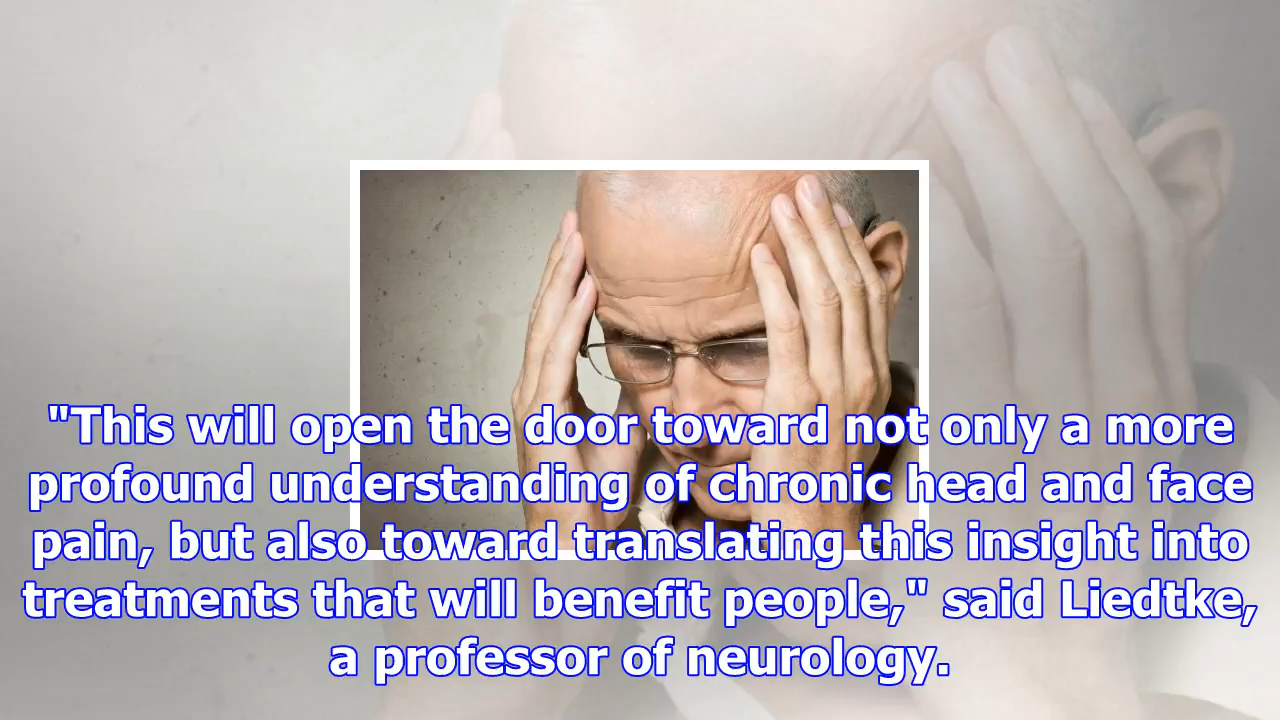 "This will open the door toward not only a more
profound understanding of chronic head and face
pain, but also toward translating this insight into
treatments that will benefit people," said Liedtke,
a professor of neurology.